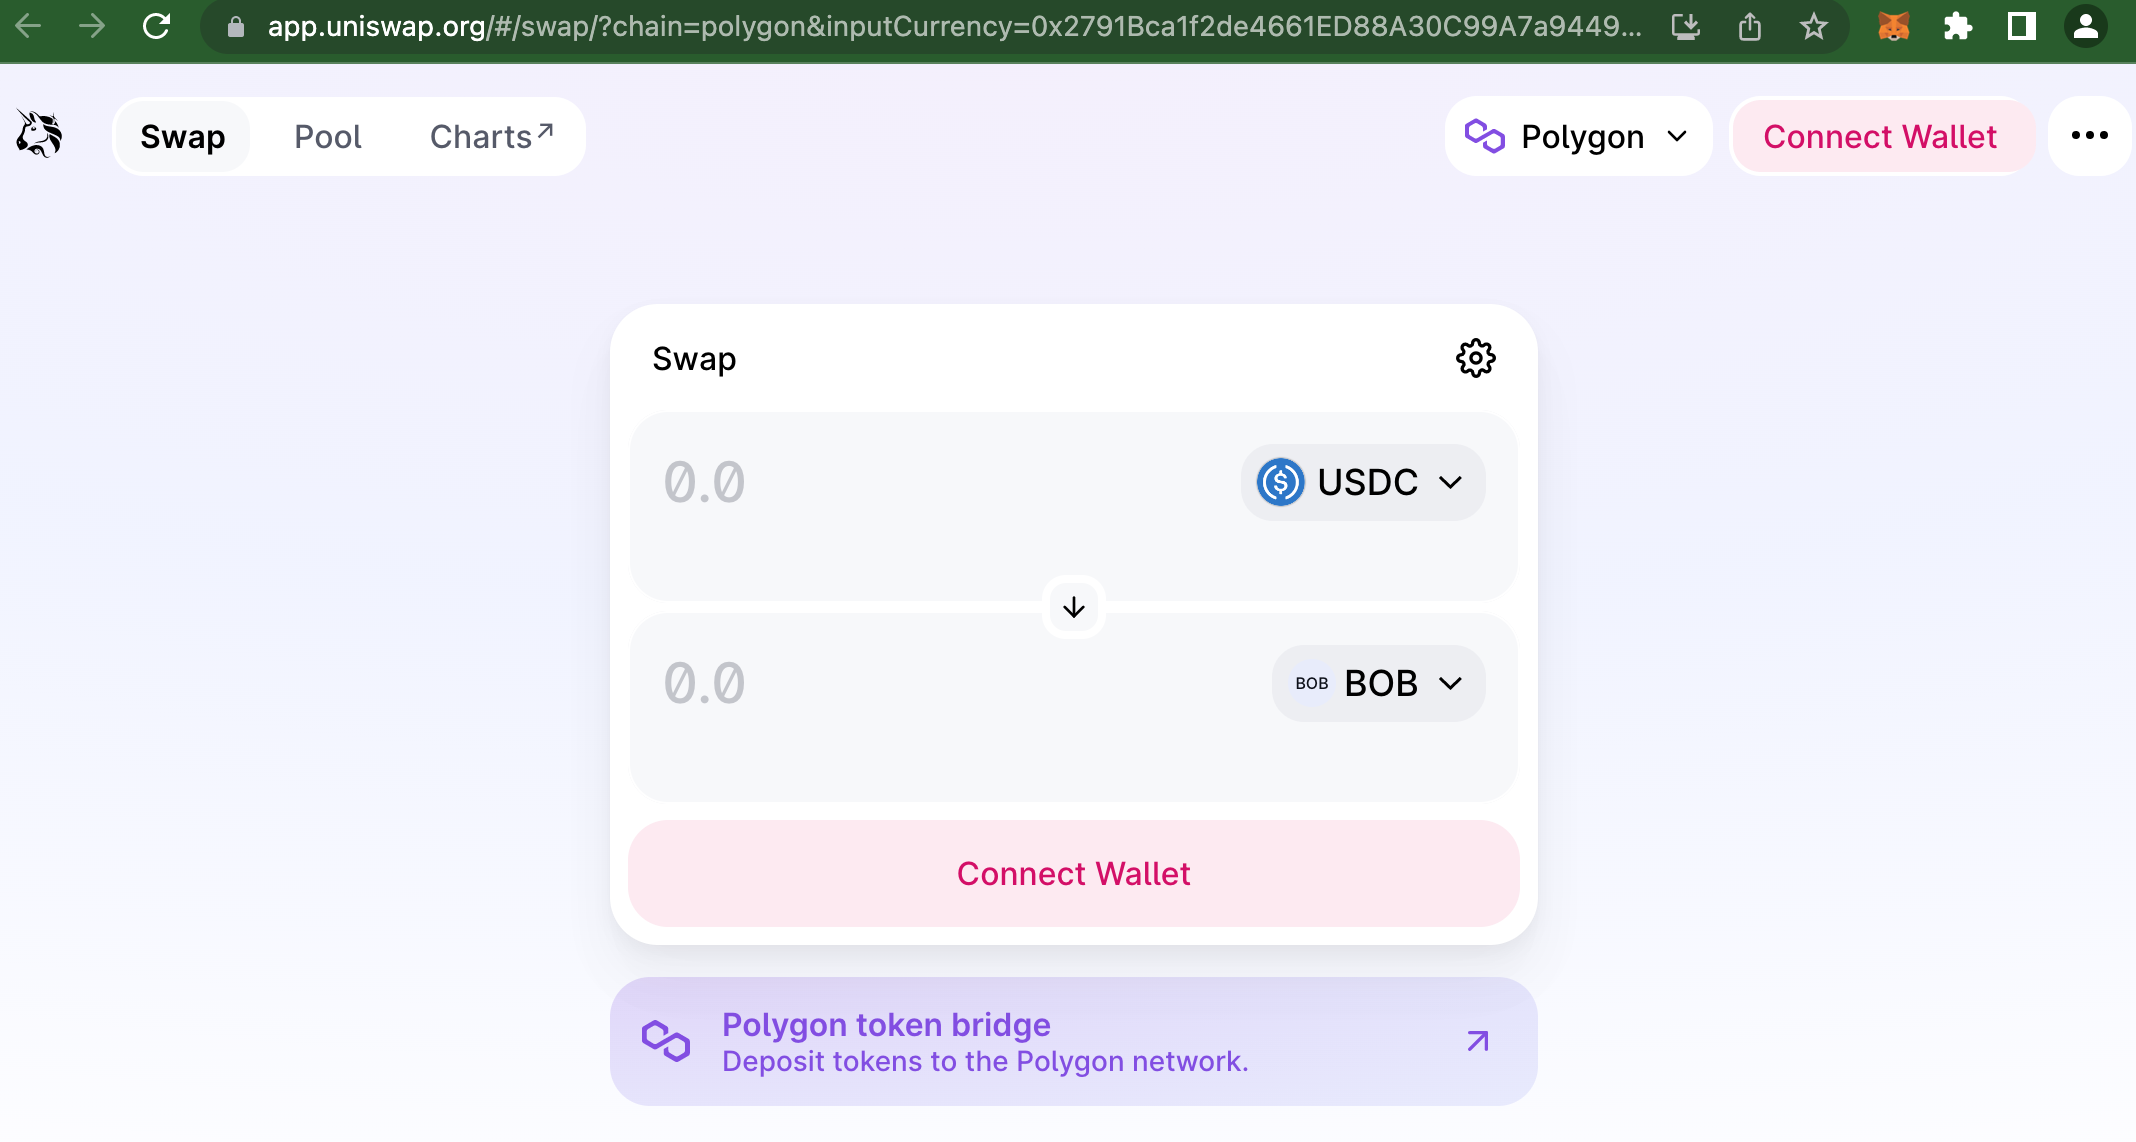 app.uniswap.org/#/swap/?chain=polygon&inputCurrency=0x2791Bca1f2de4661ED88A30C99A7a9449...
Swap Pool Charts↗ Polygon Connect Wallet
Swap
0.0 USDC
0.0 BOB BOB
Connect Wallet
Polygon token bridge
Deposit tokens to the Polygon network.